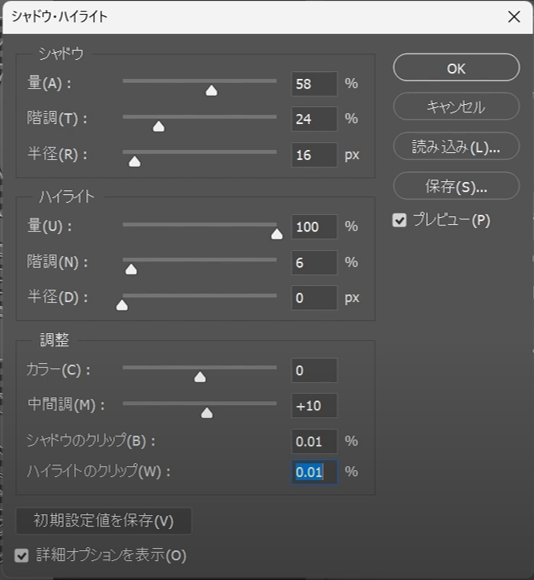 シャドウ・ハイライト
シャドウ
量(A)： 58 %
階調(T)： 24 %
半径(R)： 16 px
ハイライト
量(U)： 100 %
階調(N)： 6 %
半径(D)： 0 px
調整
カラー(C)： 0
中間調(M)： +10
シャドウのクリップ(B)： 0.01 %
ハイライトのクリップ(W)： 0.01 %
初期設定値を保存(V)
詳細オプションを表示(O)
OK
キャンセル
読み込み(L)...
保存(S)...
プレビュー(P)